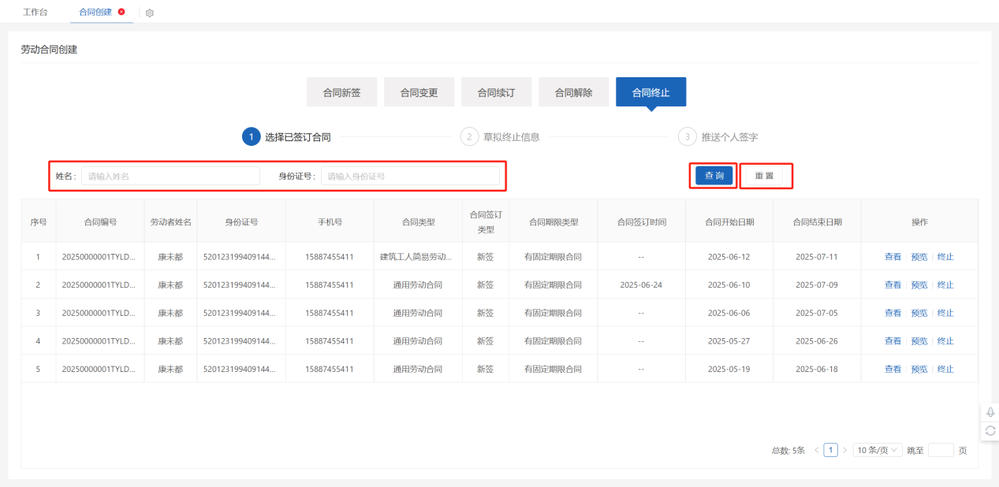 工作台 合同创建
劳动合同创建
合同新签 合同变更 合同续订 合同解除 合同终止
1 选择已签订合同 2 草拟终止信息 3 推送个人签字
姓名: 请输入姓名 身份证号: 请输入身份证号 查 询 重 置
序号 合同编号 劳动者姓名 身份证号 手机号 合同类型 合同签订类型 合同期限类型 合同签订时间 合同开始日期 合同结束日期 操作
1 20250000001TYLD... 康未都 520123199409144... 15887455411 建筑工人简易劳动... 新签 有固定期限合同 -- 2025-06-12 2025-07-11 查看 预览 终止
2 20250000001TYLD... 康未都 520123199409144... 15887455411 通用劳动合同 新签 有固定期限合同 2025-06-24 2025-06-10 2025-07-09 查看 预览 终止
3 20250000001TYLD... 康未都 520123199409144... 15887455411 通用劳动合同 新签 有固定期限合同 -- 2025-06-06 2025-07-05 查看 预览 终止
4 20250000001TYLD... 康未都 520123199409144... 15887455411 通用劳动合同 新签 有固定期限合同 -- 2025-05-27 2025-06-26 查看 预览 终止
5 20250000001TYLD... 康未都 520123199409144... 15887455411 通用劳动合同 新签 有固定期限合同 -- 2025-05-19 2025-06-18 查看 预览 终止
总数: 5条 < 1 > 10 条/页 跳至 页